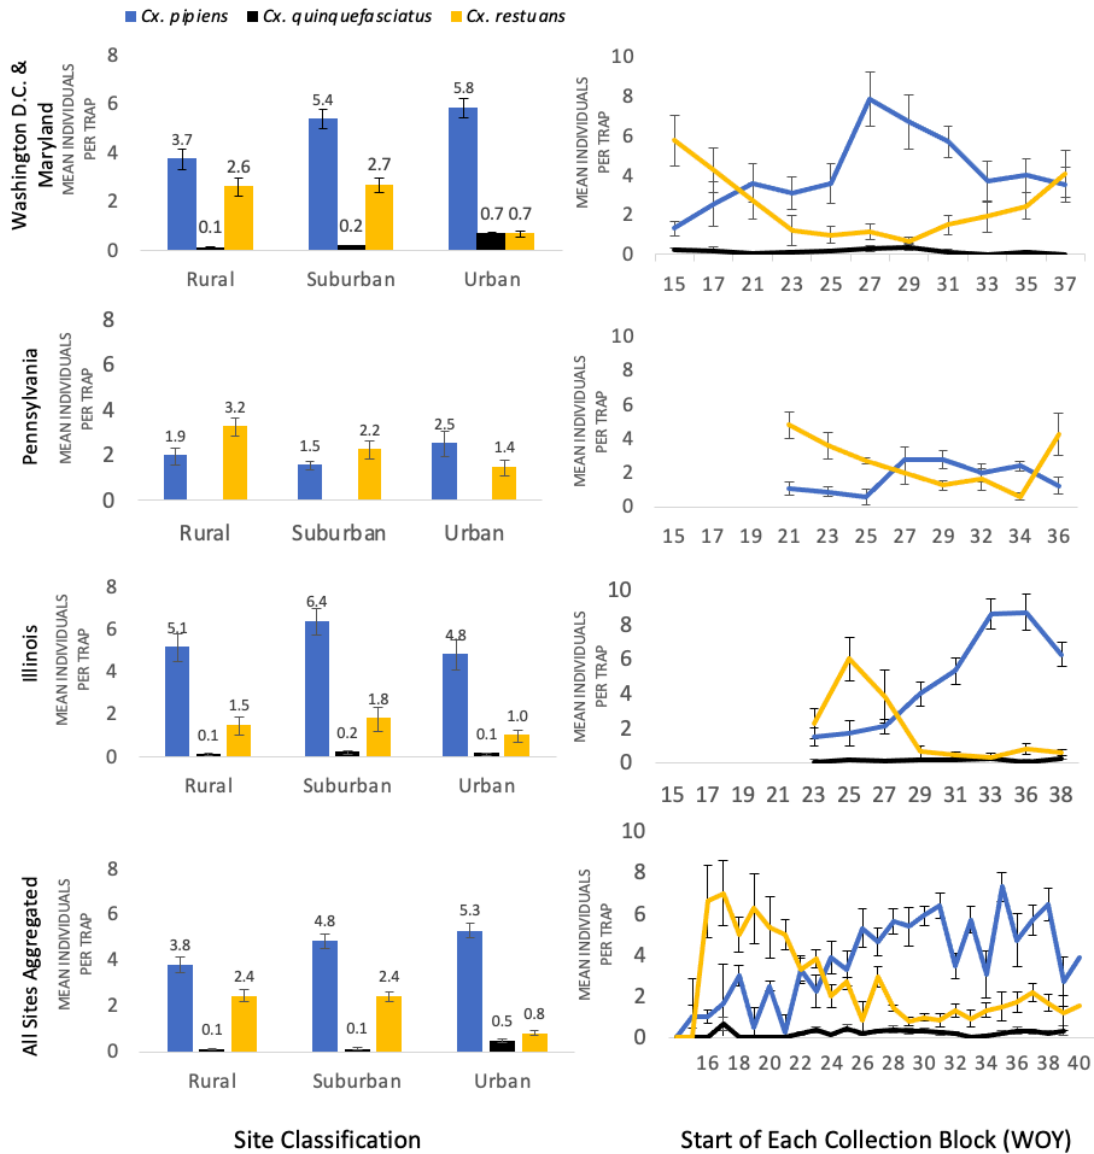 Cx. pipiens Cx. quinquefasciatus Cx. restuans
Washington D.C. &
Maryland
MEAN INDIVIDUALS
PER TRAP
8
6
4
2
0
3.7 0.1 2.6 5.4 0.2 2.7 5.8 0.7 0.7
Rural Suburban Urban
MEAN INDIVIDUALS
PER TRAP
10
8
6
4
2
0
15 17 21 23 25 27 29 31 33 35 37
Pennsylvania
MEAN INDIVIDUALS
PER TRAP
8
6
4
2
0
1.9 3.2 1.5 2.2 2.5 1.4
Rural Suburban Urban
MEAN INDIVIDUALS
PER TRAP
10
8
6
4
2
0
15 17 19 21 23 25 27 29 32 34 36
Illinois
MEAN INDIVIDUALS
PER TRAP
8
6
4
2
0
5.1 0.1 1.5 6.4 0.2 1.8 4.8 0.1 1.0
Rural Suburban Urban
MEAN INDIVIDUALS
PER TRAP
10
8
6
4
2
0
15 17 19 21 23 25 27 29 31 33 36 38
All Sites Aggregated
MEAN INDIVIDUALS
PER TRAP
8
6
4
2
0
3.8 0.1 2.4 4.8 0.1 2.4 5.3 0.5 0.8
Rural Suburban Urban
MEAN INDIVIDUALS
PER TRAP
10
8
6
4
2
0
16 18 20 22 24 26 28 30 32 34 36 38 40
Site Classification
Start of Each Collection Block (WOY)